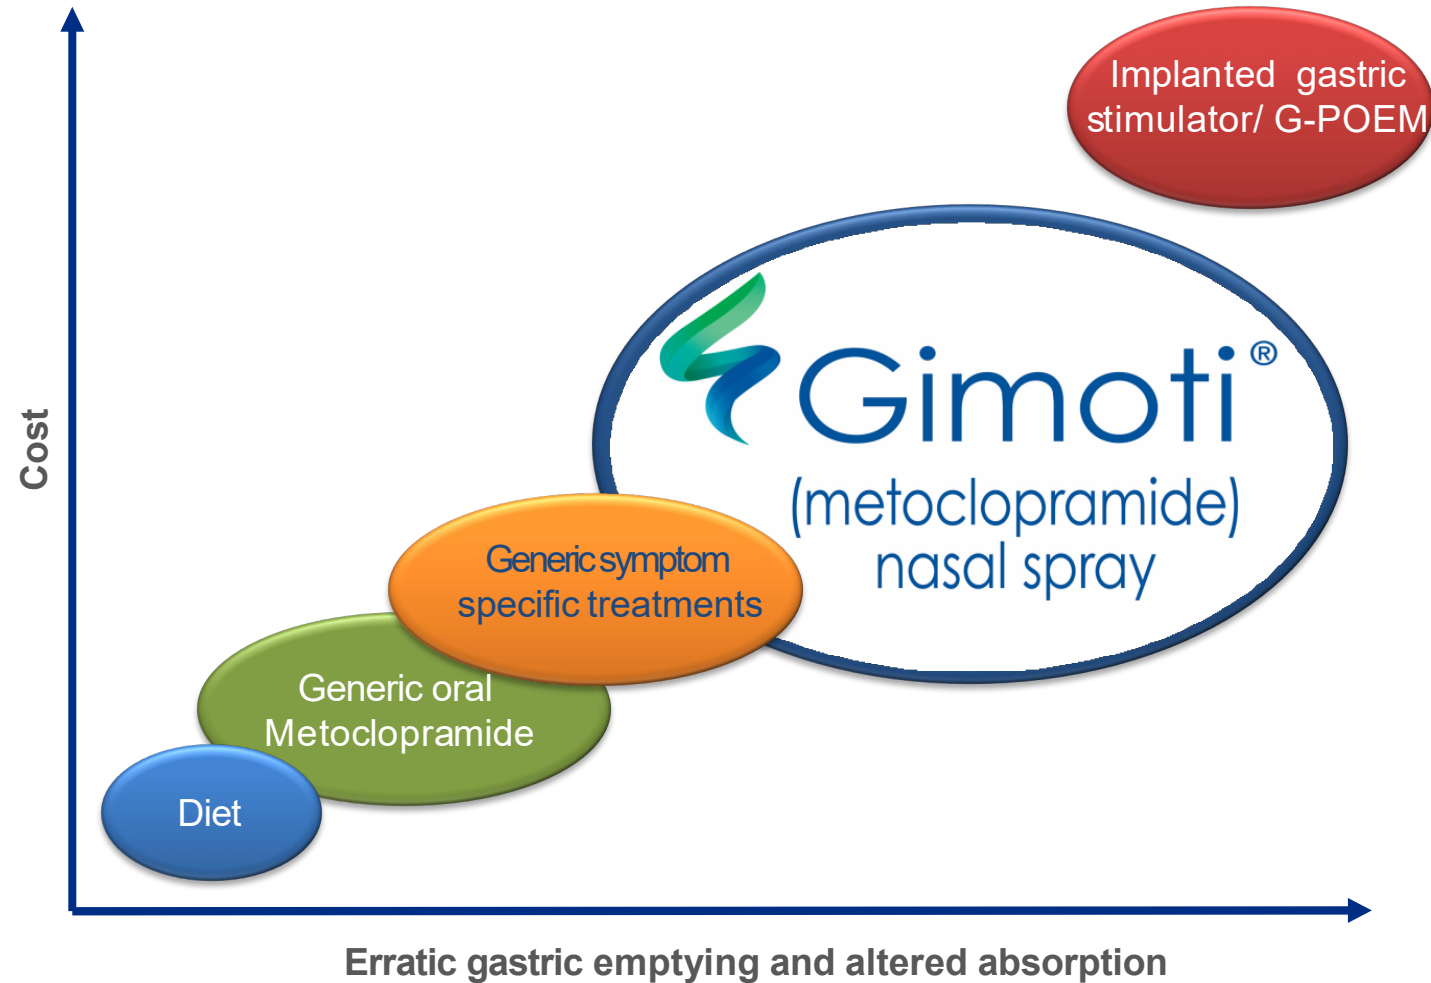 Implanted gastric
stimulator/ G-POEM
Gimoti®
(metoclopramide)
nasal spray
Cost
Generic symptom
specific treatments
Generic oral
Metoclopramide
Diet
Erratic gastric emptying and altered absorption